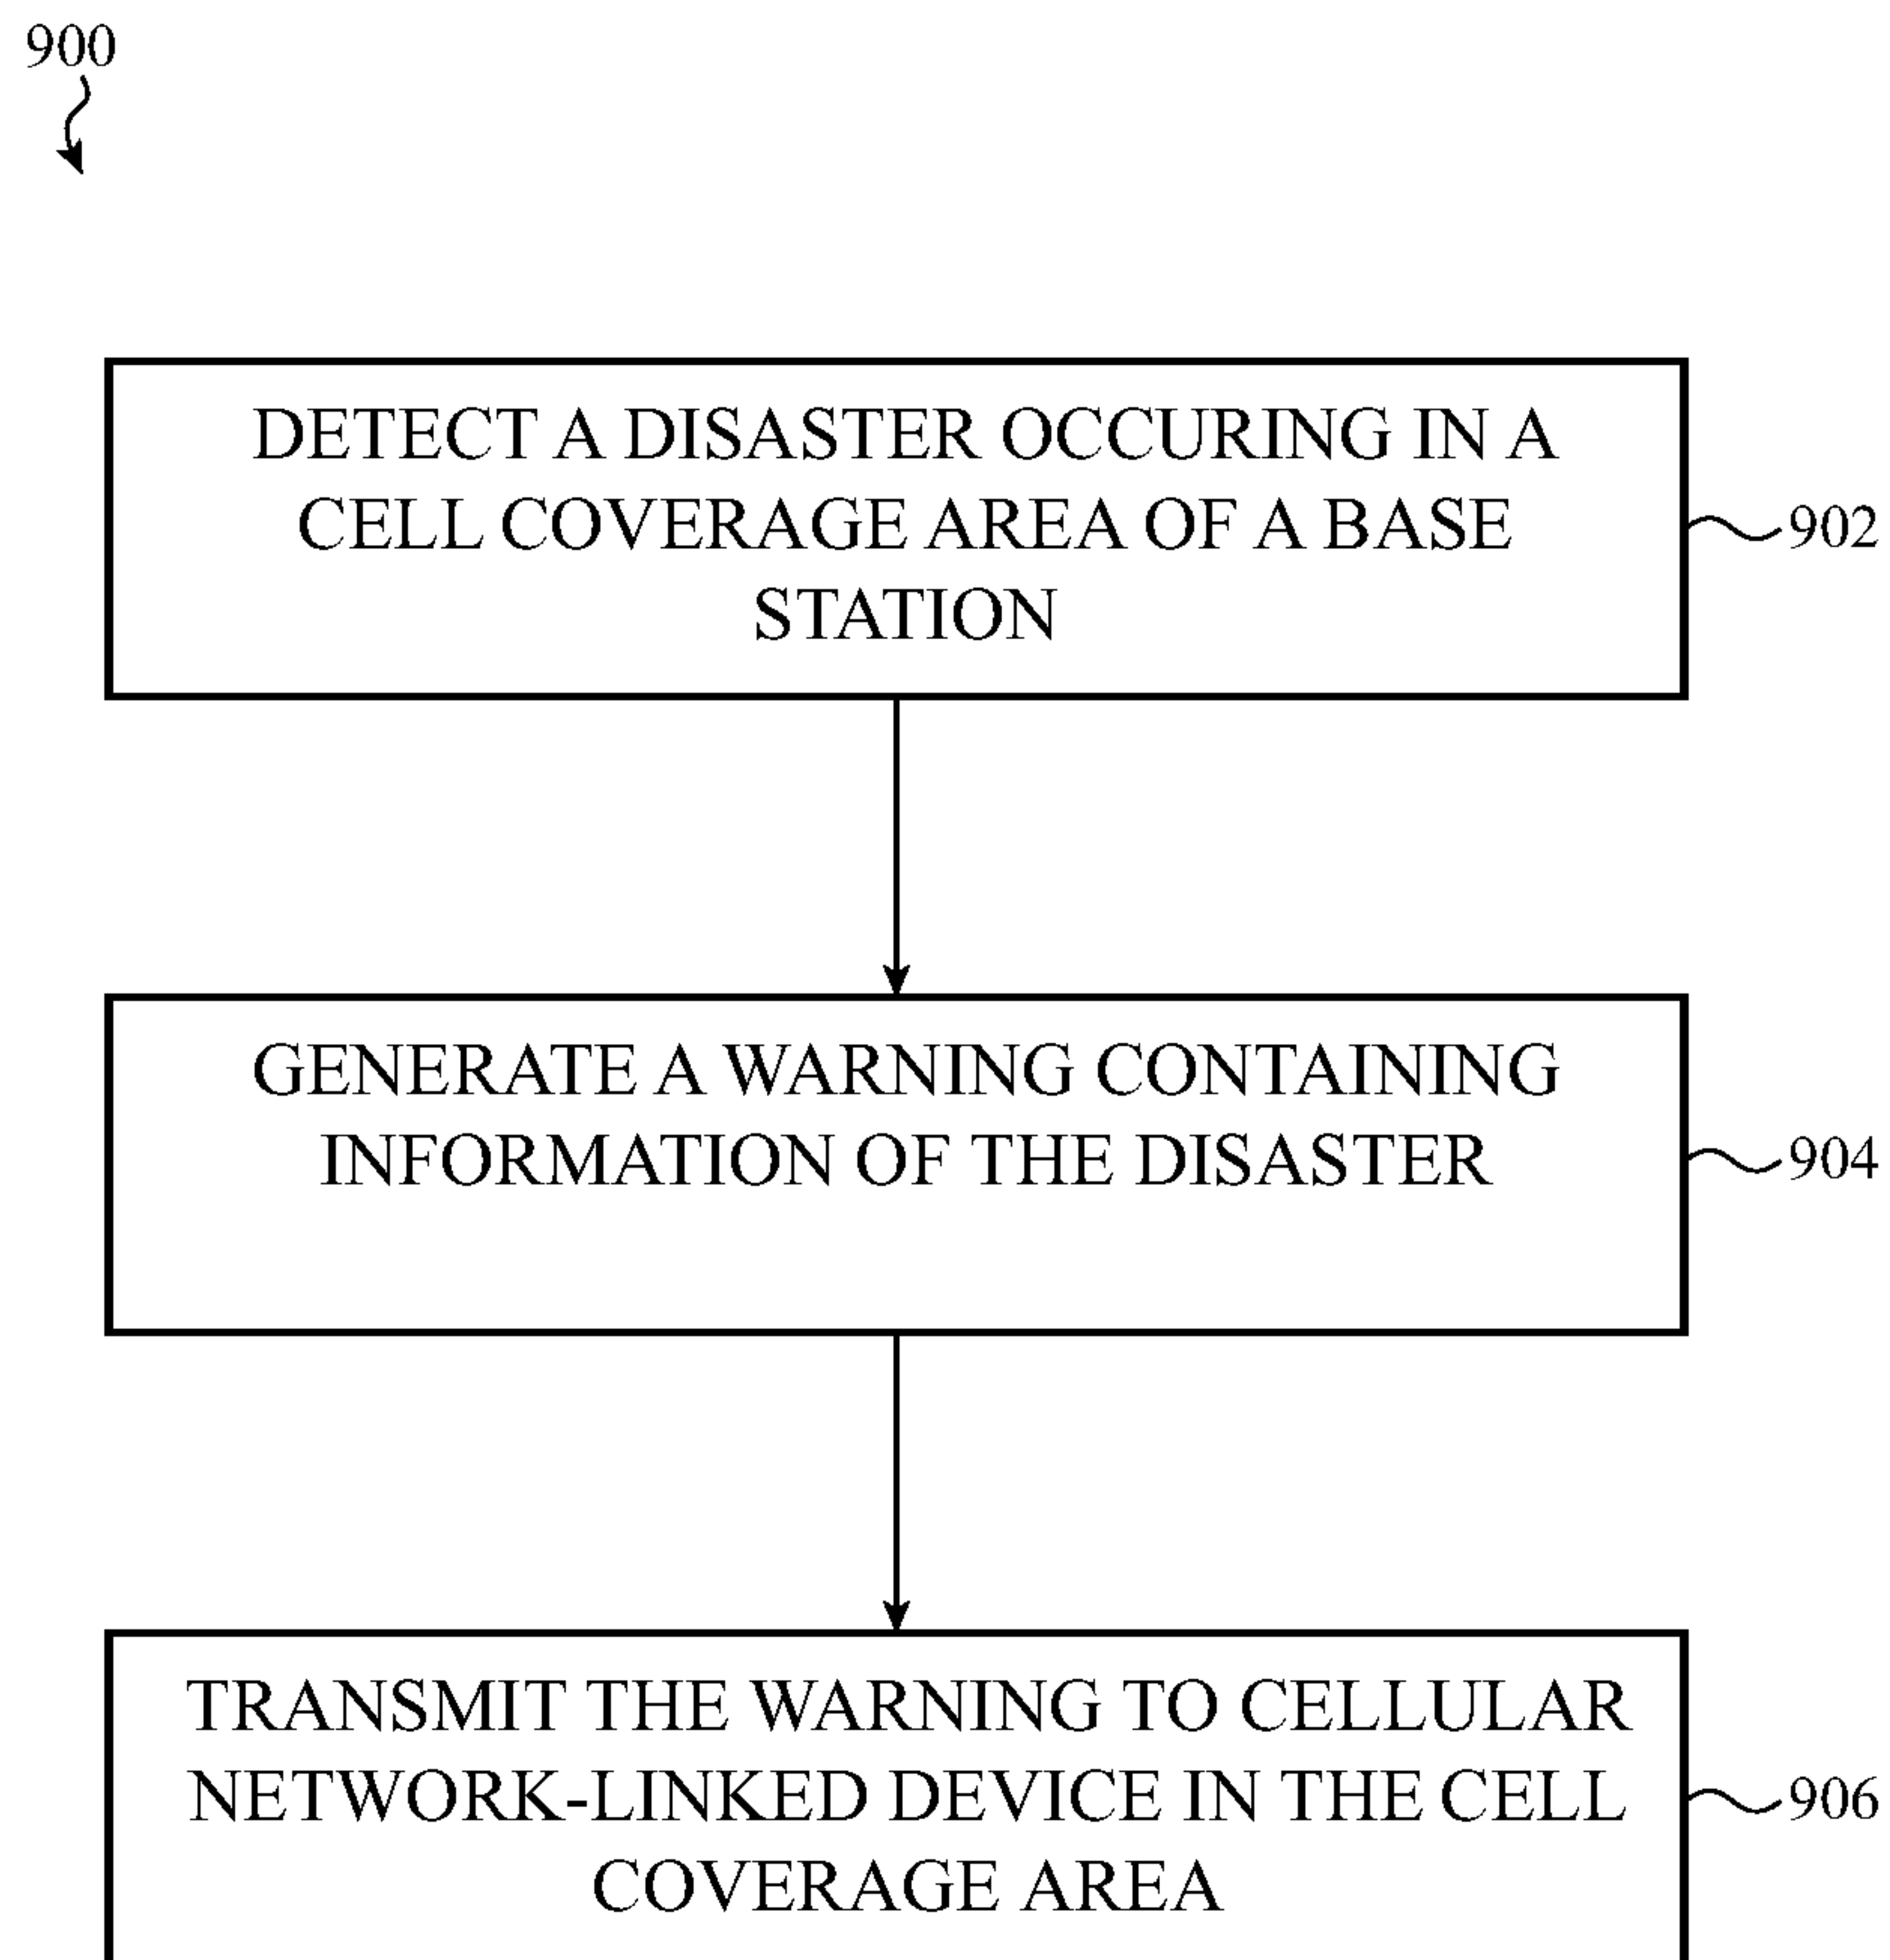 900
DETECT A DISASTER OCCURING IN A
CELL COVERAGE AREA OF A BASE
STATION
902
GENERATE A WARNING CONTAINING
INFORMATION OF THE DISASTER
904
TRANSMIT THE WARNING TO CELLULAR
NETWORK-LINKED DEVICE IN THE CELL
COVERAGE AREA
906